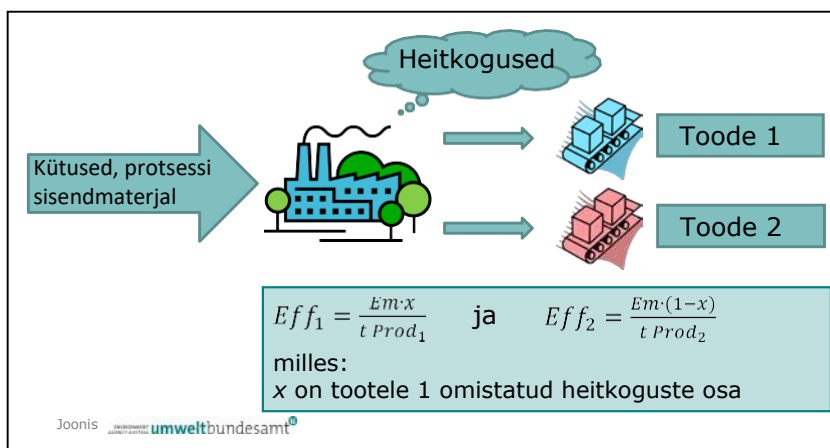 Heitkogused
Kütused, protsessi
sisendmaterjal
Toode 1
Toode 2
Eff₁ = Em·x / t Prod₁ ja Eff₂ = Em·(1−x) / t Prod₂
milles:
x on tootele 1 omistatud heitkoguste osa
Joonis
umweltbundesamt